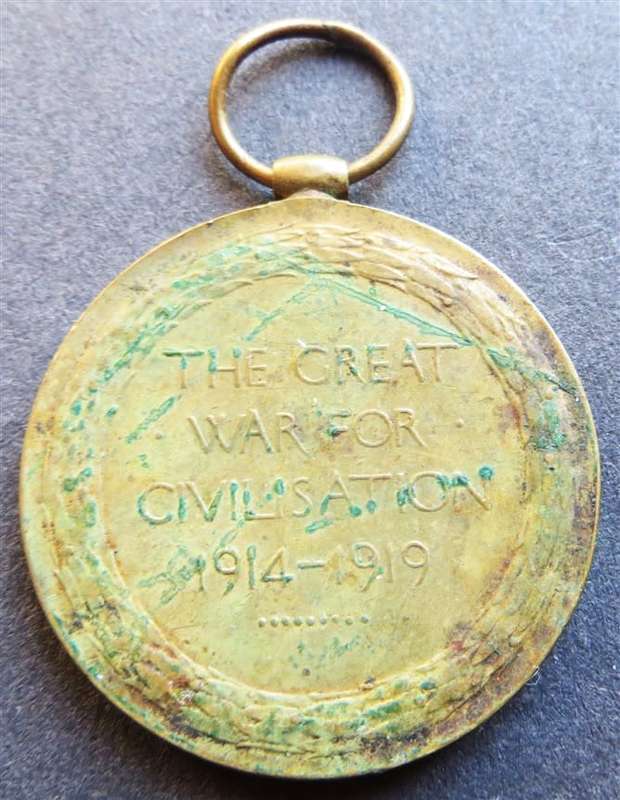 THE GREAT
· WAR FOR ·
CIVILISATION
1914-1919